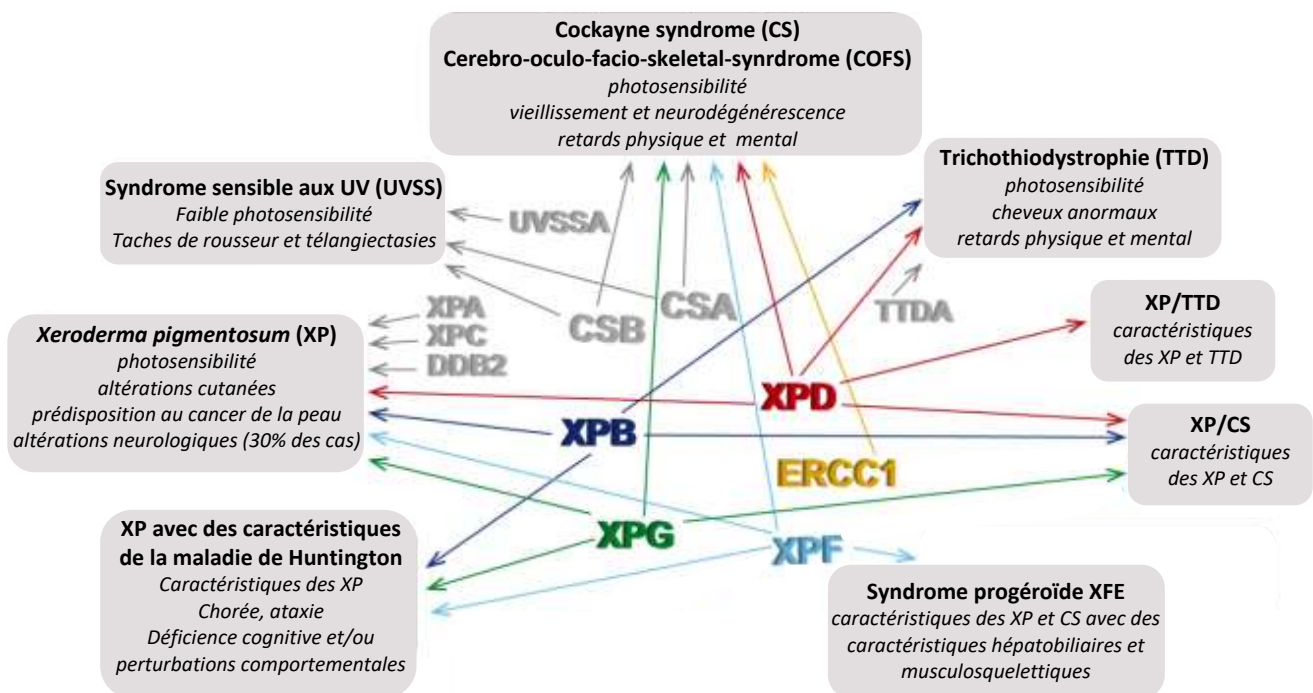 Cockayne syndrome (CS)
Cerebro-oculo-facio-skeletal-synrdrome (COFS)
photosensibilité
vieillissement et neurodégénérescence
retards physique et mental
Trichothiodystrophie (TTD)
photosensibilité
cheveux anormaux
retards physique et mental
Syndrome sensible aux UV (UVSS)
Faible photosensibilité
Taches de rousseur et télangiectasies
UVSSA
CSA
CSB
TTDA
XPA
XPC
DDB2
XP/TTD
caractéristiques
des XP et TTD
Xeroderma pigmentosum (XP)
photosensibilité
altérations cutanées
prédisposition au cancer de la peau
altérations neurologiques (30% des cas)
XPD
XPB
ERCC1
XP/CS
caractéristiques
des XP et CS
XPG
XPF
XP avec des caractéristiques
de la maladie de Huntington
Caractéristiques des XP
Chorée, ataxie
Déficience cognitive et/ou
perturbations comportementales
Syndrome progéroïde XFE
caractéristiques des XP et CS avec des
caractéristiques hépatobiliaires et
musculosquelettiques